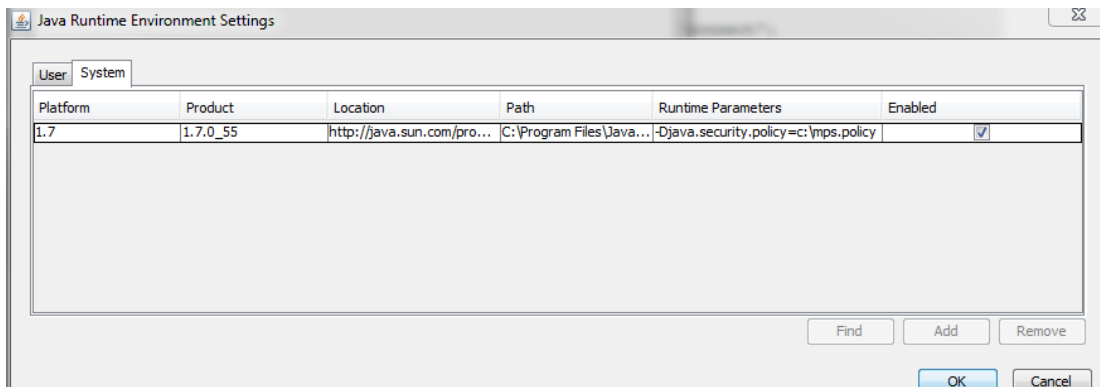 Java Runtime Environment Settings
User System
Platform Product Location Path Runtime Parameters Enabled
1.7 1.7.0_55 http://java.sun.com/pro... C:\Program Files\Java... -Djava.security.policy=c:\mps.policy
Find Add Remove
OK Cancel